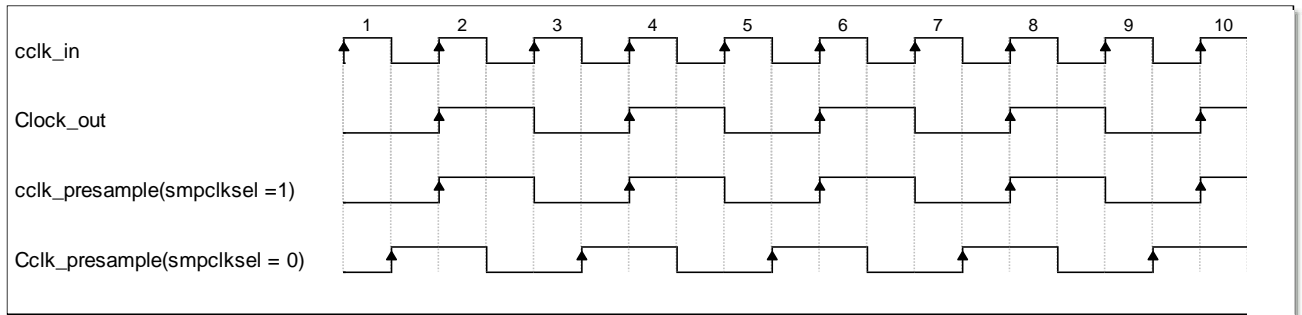 1 2 3 4 5 6 7 8 9 10
cclk_in
Clock_out
cclk_presample(smpclksel =1)
Cclk_presample(smpclksel = 0)